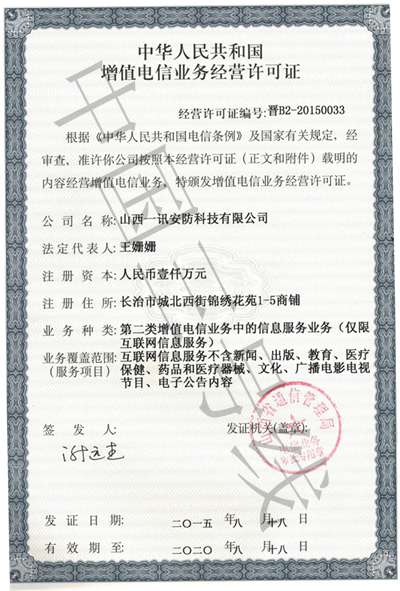 中华人民共和国
增值电信业务经营许可证
经营许可证编号:晋B2-20150033
根据《中华人民共和国电信条例》及国家有关规定，经
审查，准许你公司按照本经营许可证（正文和附件）载明的
内容经营增值电信业务，特颁发增值电信业务经营许可证。
公司名称:山西一讯安防科技有限公司
法定代表人:王姗姗
注册资本:人民币壹仟万元
注册住所:长治市城北西街锦绣花苑1-5商铺
业务种类:第二类增值电信业务中的信息服务业务（仅限
互联网信息服务）
业务覆盖范围:互联网信息服务不含新闻、出版、教育、医疗
（服务项目）保健、药品和医疗器械、文化、广播电影电视
节目、电子公告内容
签发人:
发证机关(盖章):
山西省通信管理局
发证日期:二〇一五年八月十八日
有效期至:二〇二〇年八月十八日